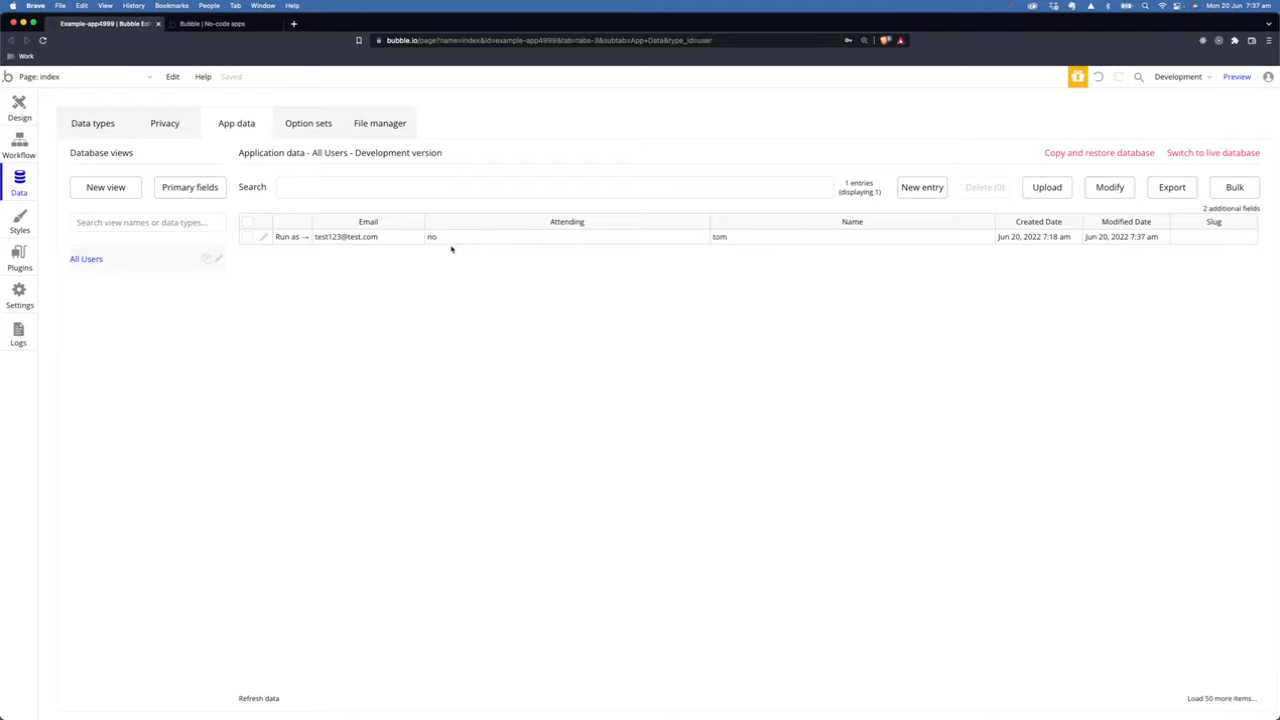 Brave File Edit View History Bookmarks People Tab Window Help Mon 20 Jun 7:37 am
Example-app4999 | Bubble Edi Bubble | No-code apps
bubble.io/page?name=index&id=example-app4999&tab=tabs-3&subtab=App+Data&type_id=user
Work
Page: index Edit Help Saved Development Preview
Design
Workflow
Data
Styles
Plugins
Settings
Logs
Data types Privacy App data Option sets File manager
Database views Application data - All Users - Development version Copy and restore database Switch to live database
New view Primary fields Search 1 entries (displaying 1) New entry Delete (0) Upload Modify Export Bulk
2 additional fields
Search view names or data types...
Email Attending Name Created Date Modified Date Slug
Run as → test123@test.com no tom Jun 20, 2022 7:18 am Jun 20, 2022 7:37 am
All Users
Refresh data Load 50 more items...